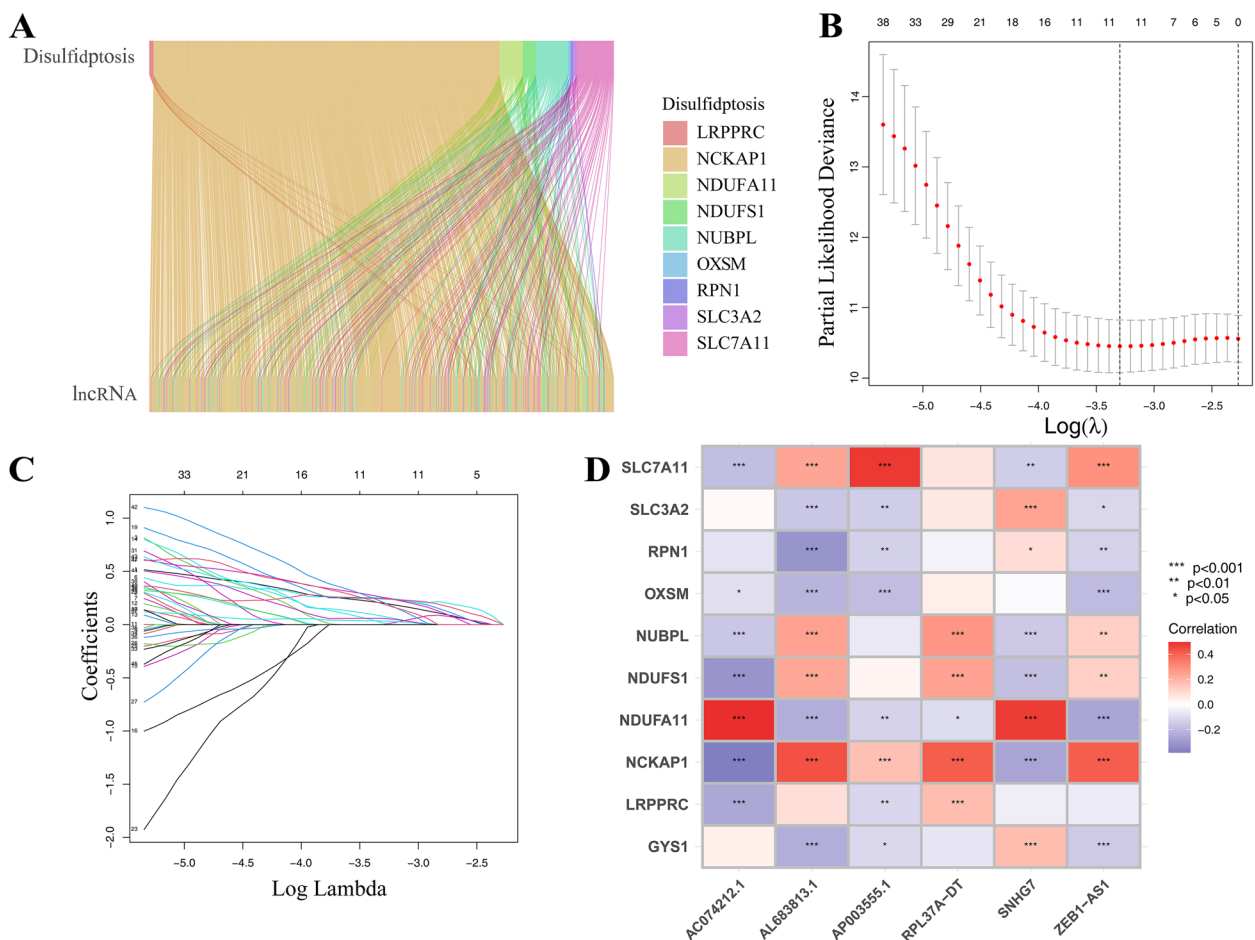 A
Disulfidptosis
lncRNA
Disulfidptosis
LRPPRC
NCKAP1
NDUFA11
NDUFS1
NUBPL
OXSM
RPN1
SLC3A2
SLC7A11
B
38 33 29 21 18 16 11 11 11 7 6 5 0
Partial Likelihood Deviance
14
13
12
11
10
−5.0 −4.5 −4.0 −3.5 −3.0 −2.5
Log(λ)
C
33 21 16 11 11 5
Coefficients
1.0
0.5
0.0
−0.5
−1.0
−1.5
−2.0
42
19
31
27
16
23
−5.0 −4.5 −4.0 −3.5 −3.0 −2.5
Log Lambda
D
SLC7A11 *** *** *** ** ***
SLC3A2 *** ** *** *
RPN1 *** ** * **
OXSM * *** *** ***
NUBPL *** *** *** *** **
NDUFS1 *** *** *** *** **
NDUFA11 *** *** ** * *** ***
NCKAP1 *** *** *** *** *** ***
LRPPRC *** ** ***
GYS1 *** * *** ***
AC074212.1 AL683813.1 AP003555.1 RPL37A−DT SNHG7 ZEB1−AS1
*** p<0.001
** p<0.01
* p<0.05
Correlation
0.4
0.2
0.0
−0.2